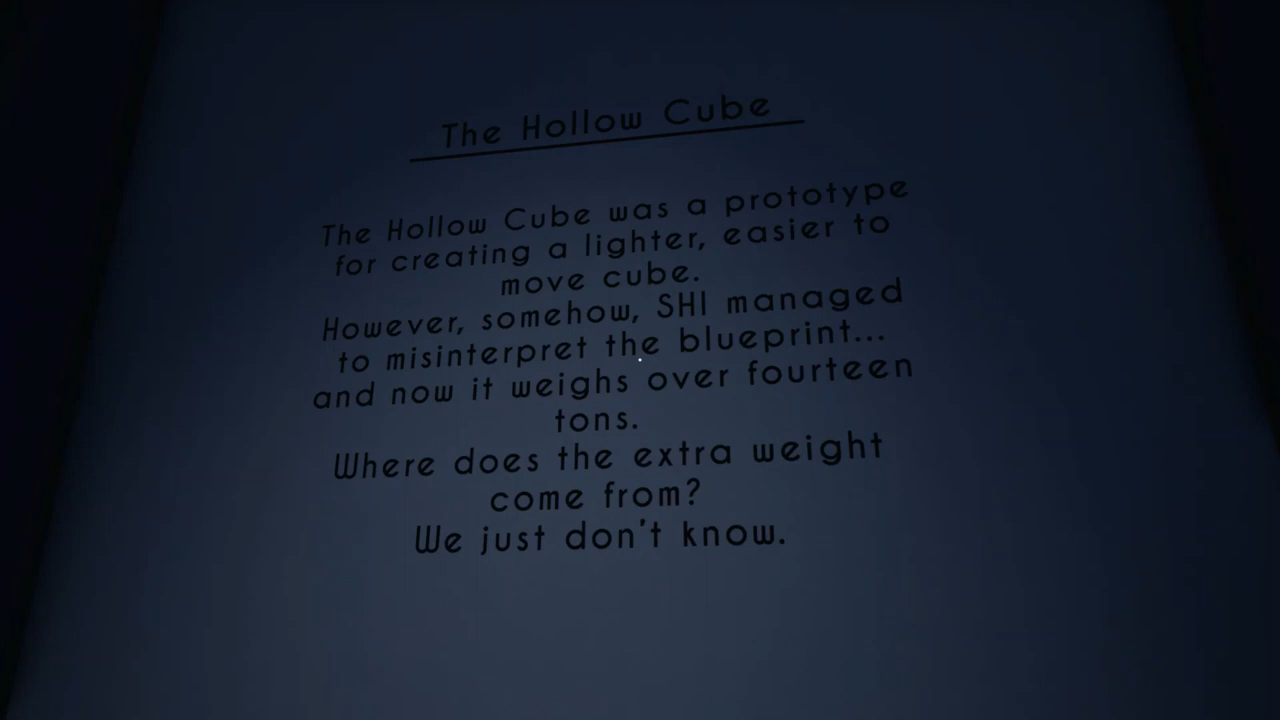 The Hollow Cube
The Hollow Cube was a prototype
for creating a lighter, easier to
move cube.
However, somehow, SHI managed
to misinterpret the blueprint...
and now it weighs over fourteen
tons.
Where does the extra weight
come from?
We just don't know.